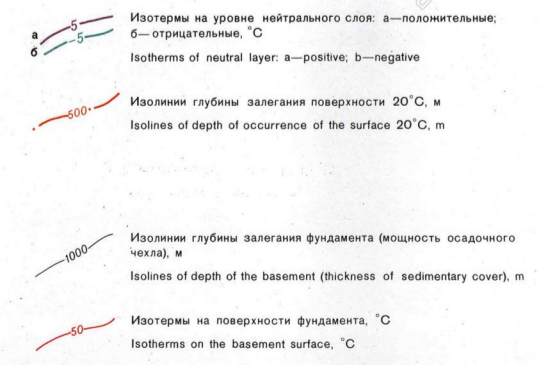 а
б
5
-5
Изотермы на уровне нейтрального слоя: а—положительные;
б—отрицательные, °С
Isotherms of neutral layer: a—positive; b—negative
500
Изолинии глубины залегания поверхности 20°С, м
Isolines of depth of occurrence of the surface 20°C, m
1000
Изолинии глубины залегания фундамента (мощность осадочного
чехла), м
Isolines of depth of the basement (thickness of sedimentary cover), m
50
Изотермы на поверхности фундамента, °С
Isotherms on the basement surface, °C